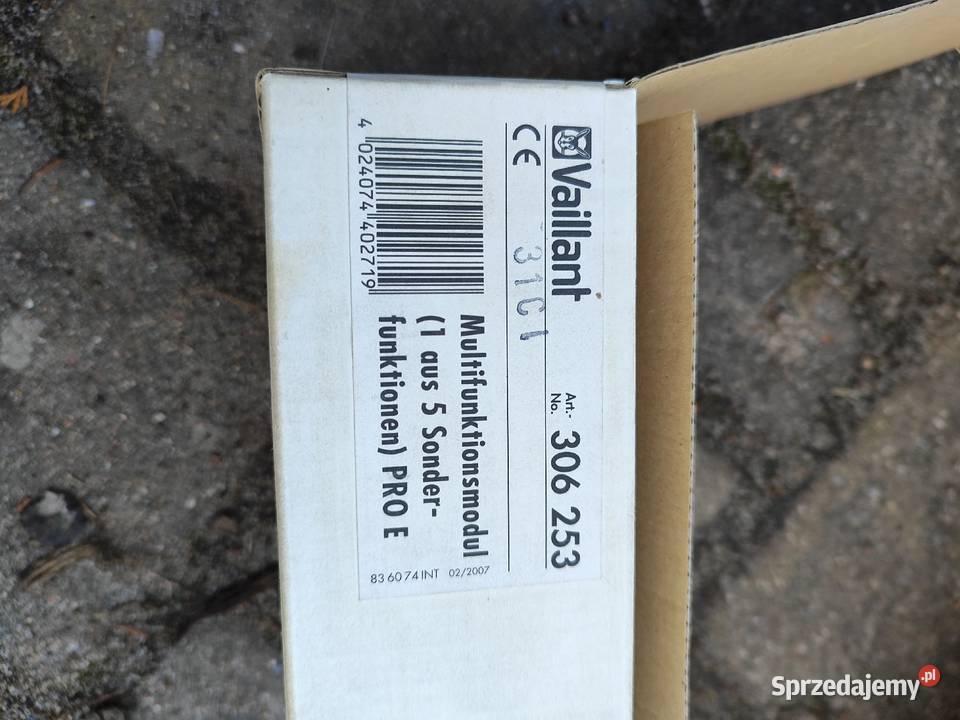 Vaillant
Art.-No. 306 253
CE 31C1
Multifunktionsmodul
(1 aus 5 Sonder-
funktionen) PRO E
4 024074 402719
83 60 74 INT 02/2007
Sprzedajemy.pl